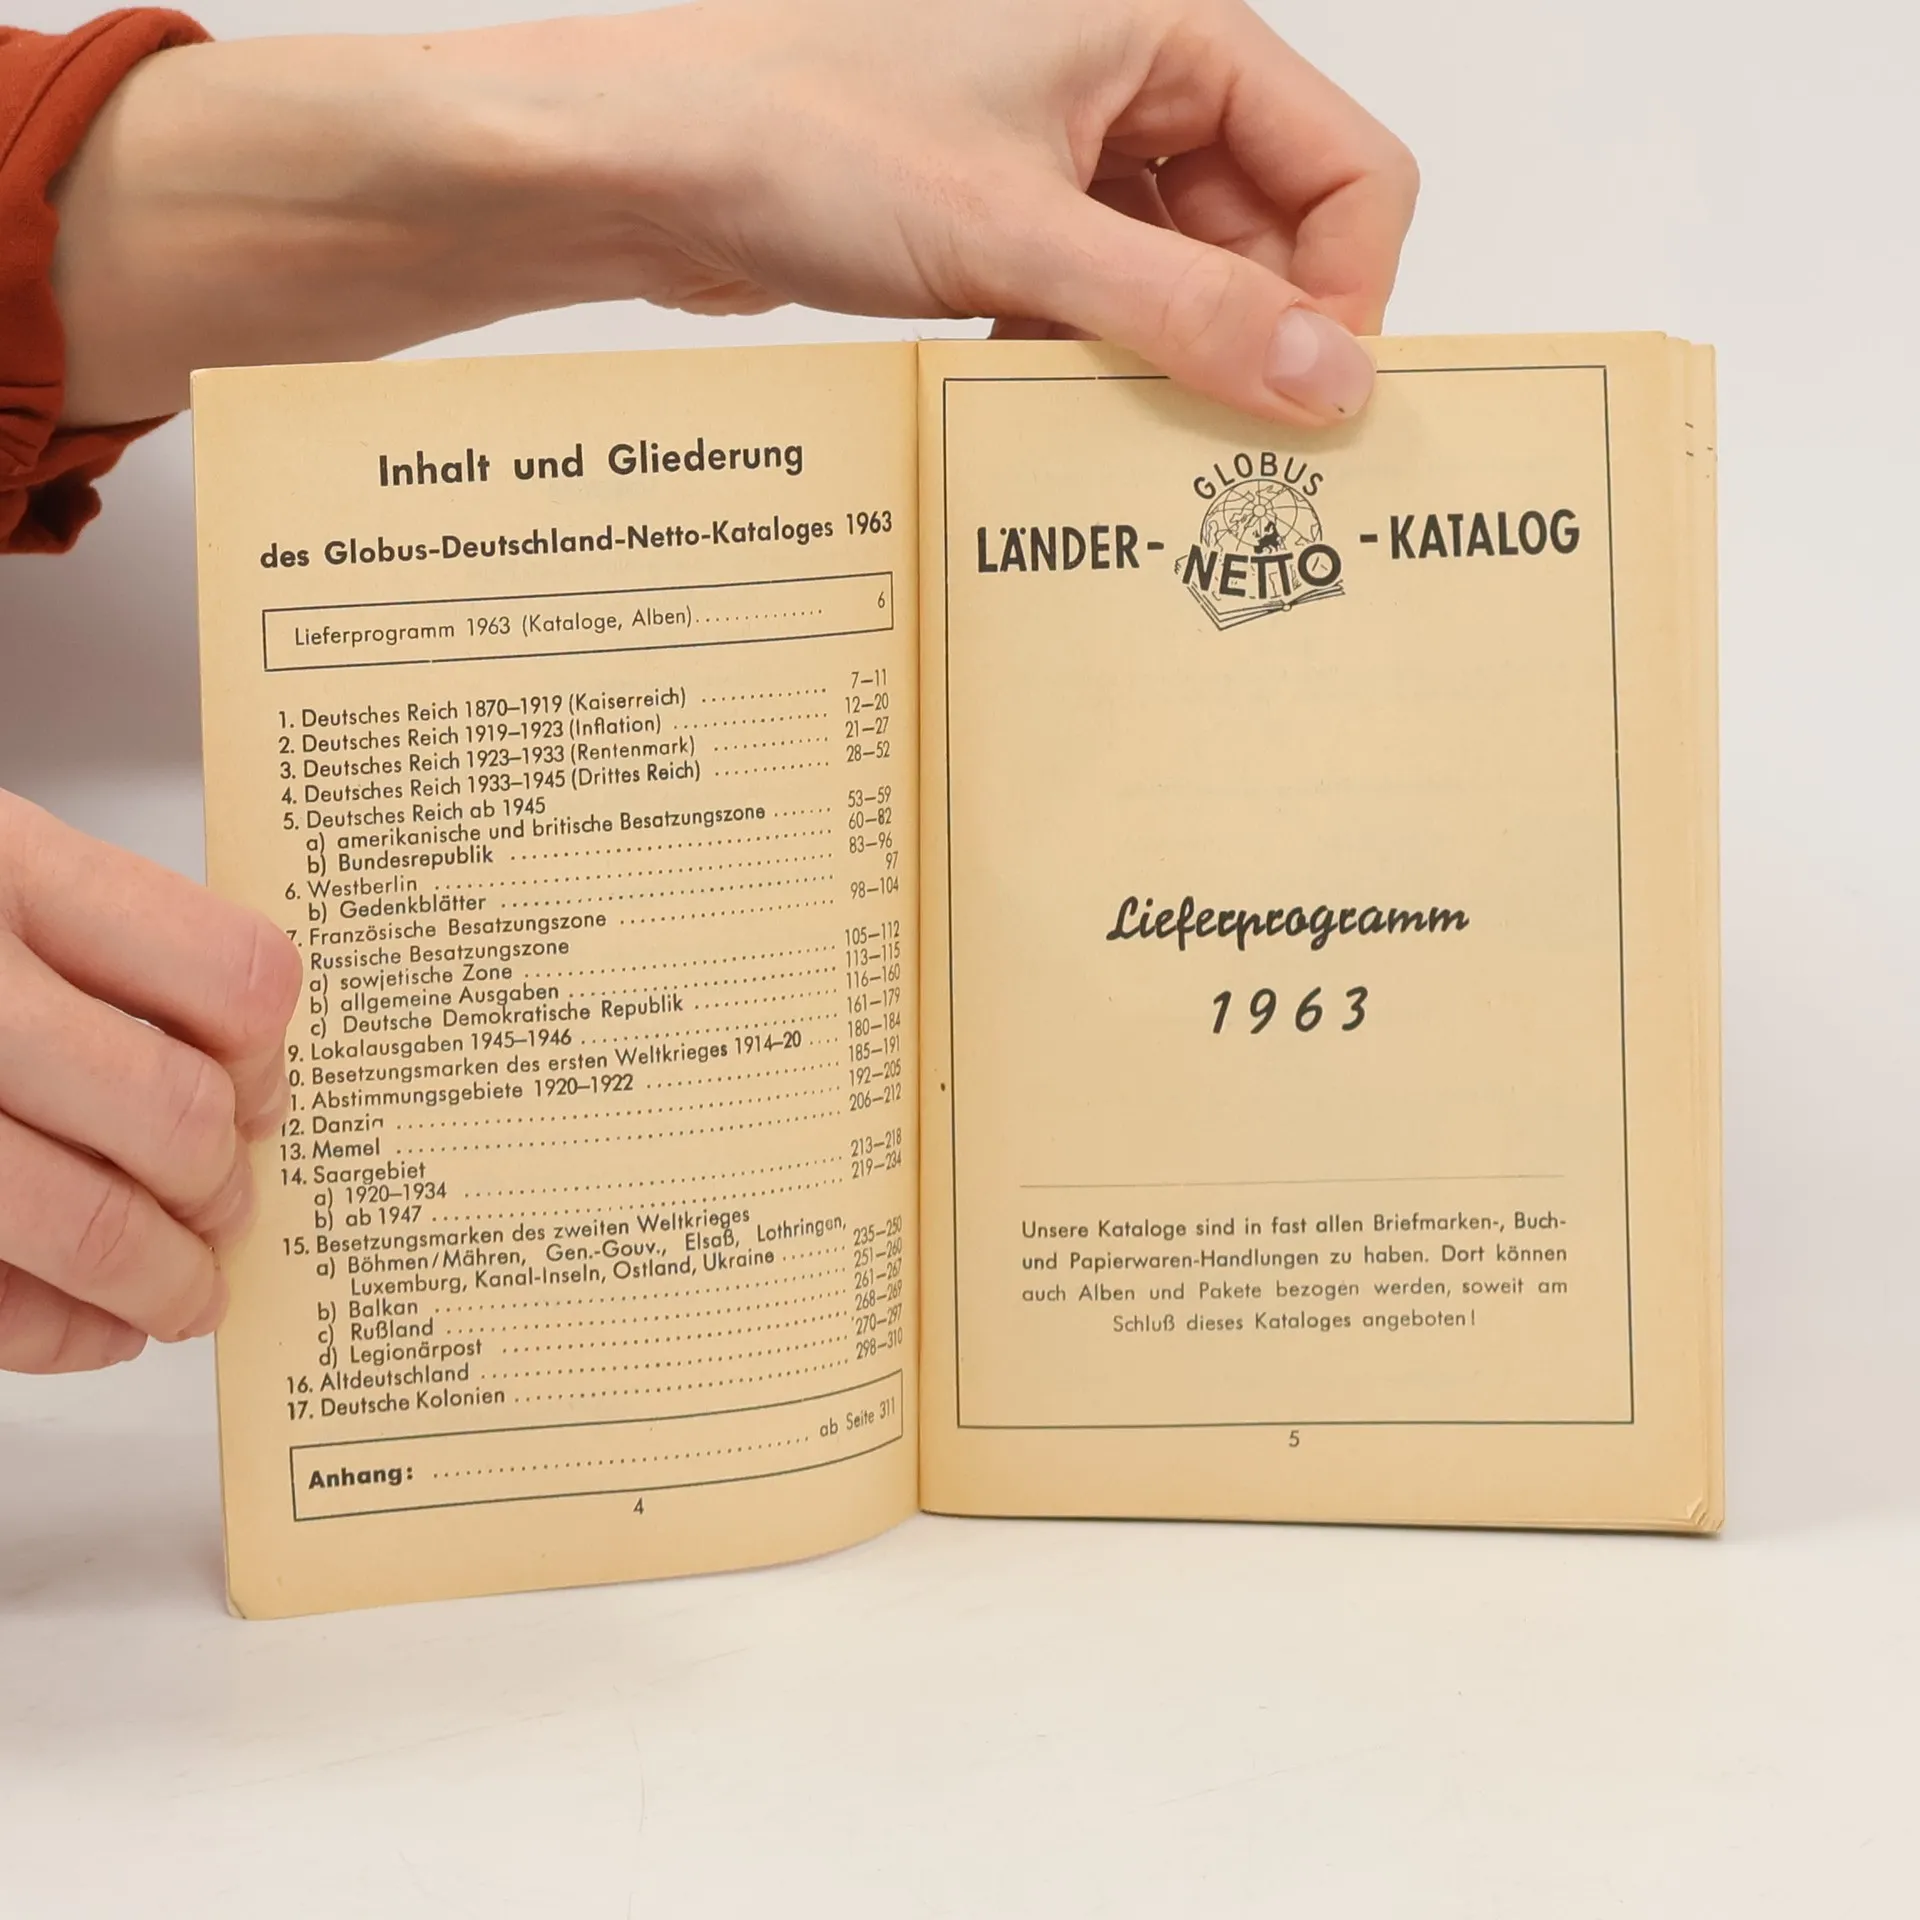 Inhalt und Gliederung
des Globus-Deutschland-Netto-Kataloges 1963
Lieferprogramm 1963 (Kataloge, Alben).............. 6
1. Deutsches Reich 1870–1919 (Kaiserreich) ............. 7–11
2. Deutsches Reich 1919–1923 (Inflation) ................ 12–20
3. Deutsches Reich 1923–1933 (Rentenmark) ............ 21–27
4. Deutsches Reich 1933–1945 (Drittes Reich) ............ 28–52
5. Deutsches Reich ab 1945
a) amerikanische und britische Besatzungszone ....... 53–59
b) Bundesrepublik ................................ 60–82
6. Westberlin ........................................ 83–96
b) Gedenkblätter ................................. 97
7. Französische Besatzungszone ...................... 98–104
Russische Besatzungszone
a) sowjetische Zone ............................... 105–112
b) allgemeine Ausgaben ........................... 113–115
c) Deutsche Demokratische Republik ............... 116–160
9. Lokalausgaben 1945–1946 .......................... 161–179
0. Besetzungsmarken des ersten Weltkrieges 1914–20 .... 180–184
1. Abstimmungsgebiete 1920–1922 ..................... 185–191
12. Danzig ............................................ 192–205
13. Memel ............................................ 206–212
14. Saargebiet
a) 1920–1934 ...................................... 213–218
b) ab 1947 ........................................ 219–234
15. Besetzungsmarken des zweiten Weltkrieges
a) Böhmen/Mähren, Gen.-Gouv., Elsaß, Lothringen,
Luxemburg, Kanal-Inseln, Ostland, Ukraine ........ 235–250
b) Balkan ......................................... 251–260
c) Rußland ........................................ 261–267
d) Legionärpost ................................... 268–269
16. Altdeutschland ..................................... 270–297
17. Deutsche Kolonien ................................. 298–310
Anhang: ........................................ ab Seite 311
4
GLOBUS
LÄNDER- NETTO -KATALOG
Lieferprogramm
1963
Unsere Kataloge sind in fast allen Briefmarken-, Buch-
und Papierwaren-Handlungen zu haben. Dort können
auch Alben und Pakete bezogen werden, soweit am
Schluß dieses Kataloges angeboten!
5